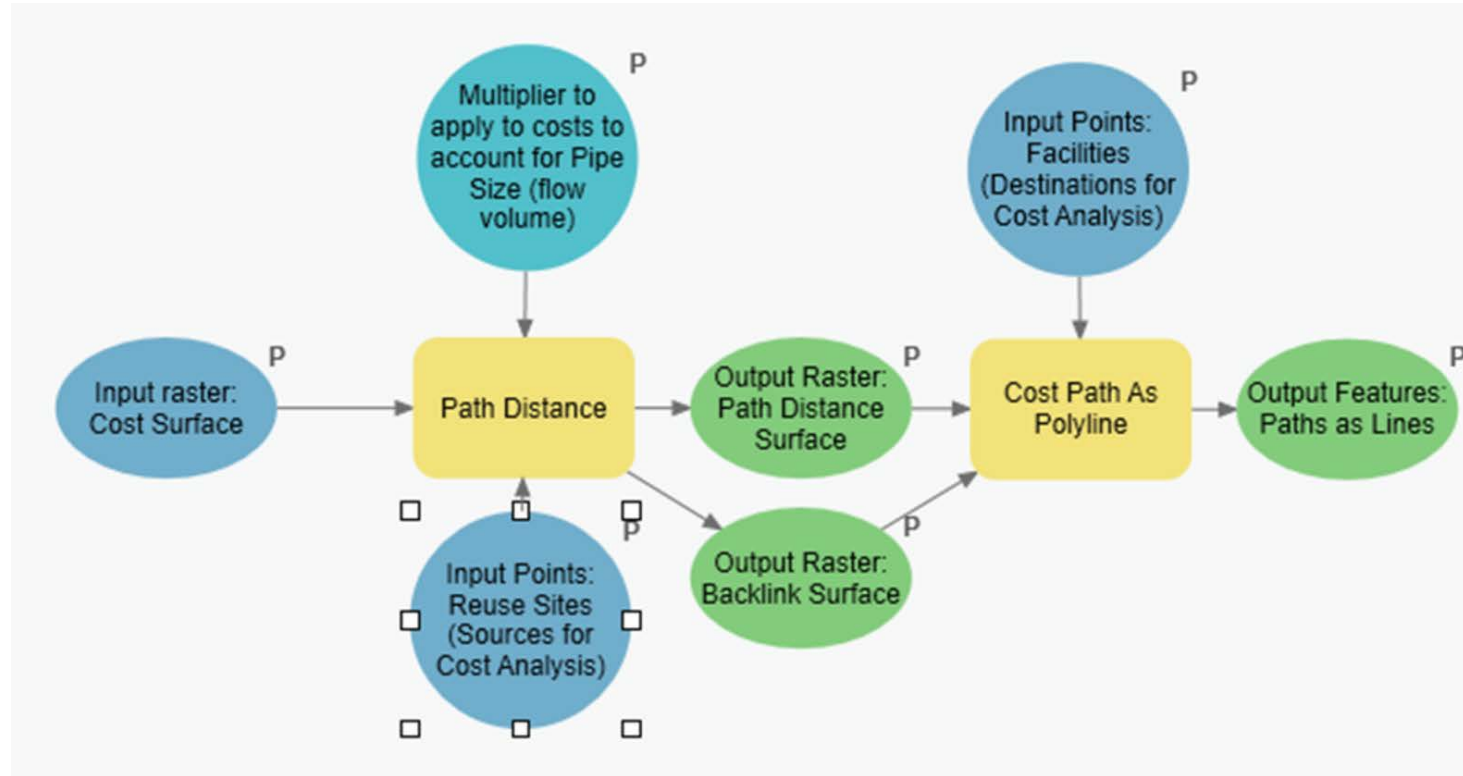 P
Multiplier to
apply to costs to
account for Pipe
Size (flow
volume)
P
Input Points:
Facilities
(Destinations for
Cost Analysis)
P
Input raster:
Cost Surface
Path Distance
P
Output Raster:
Path Distance
Surface
Cost Path As
Polyline
P
Output Features:
Paths as Lines
P
Input Points:
Reuse Sites
(Sources for
Cost Analysis)
P
Output Raster:
Backlink Surface